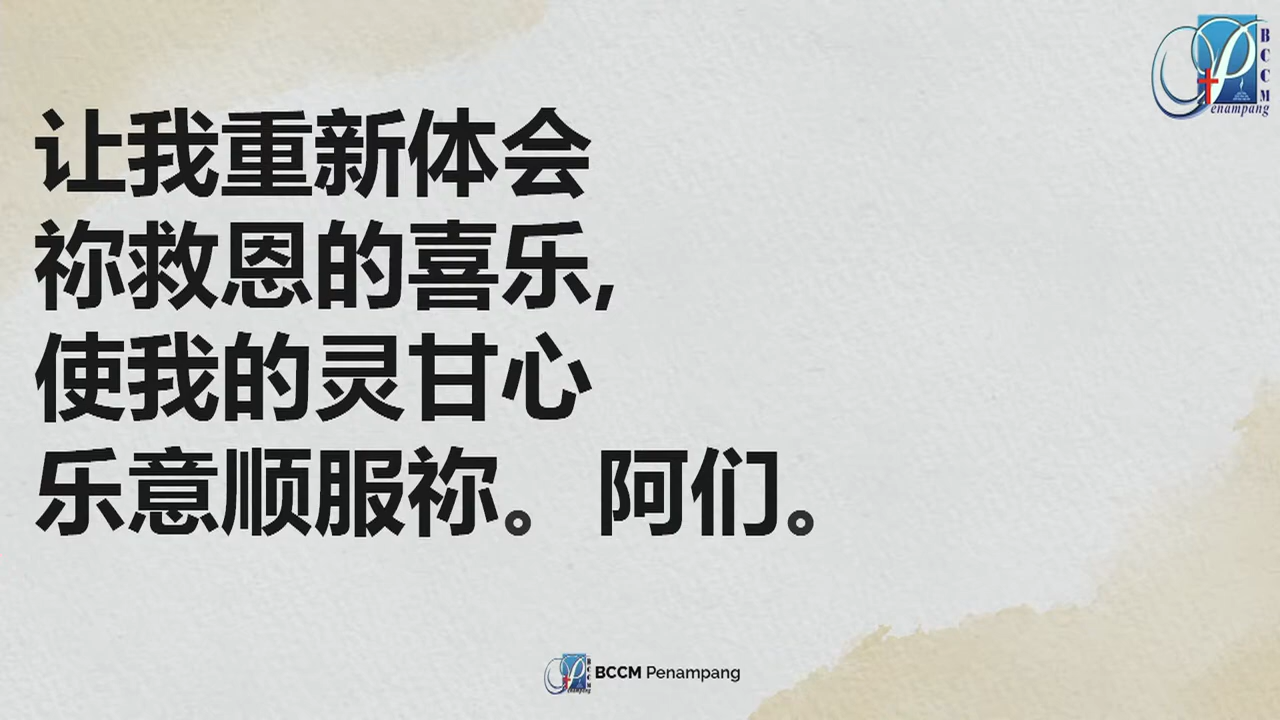 BCCM
Penampang
让我重新体会
祢救恩的喜乐,
使我的灵甘心
乐意顺服祢。 阿们。
BCCM Penampang